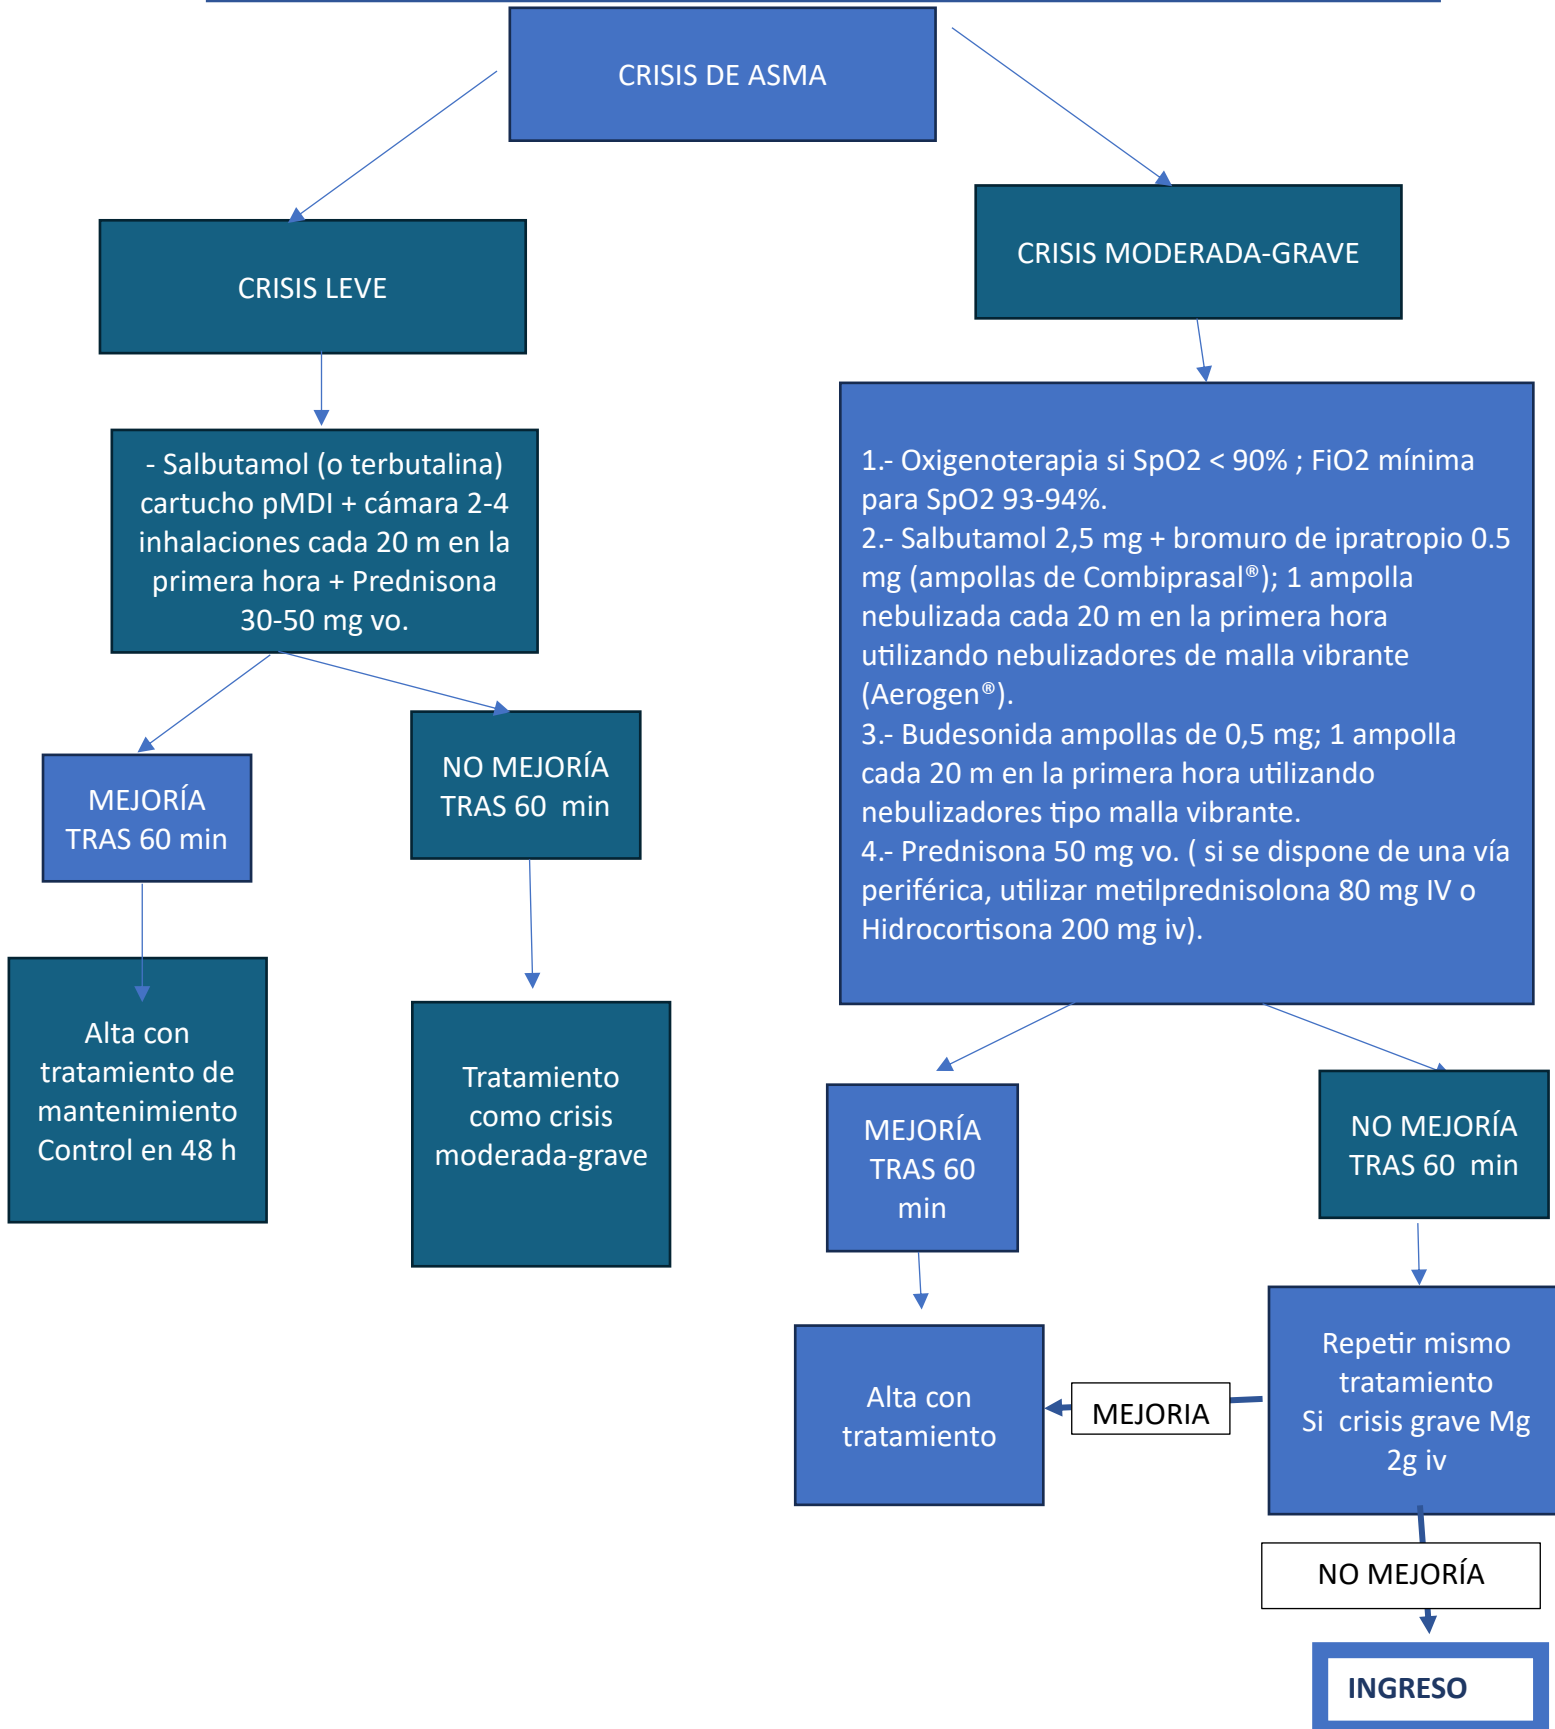 CRISIS DE ASMA
CRISIS LEVE
CRISIS MODERADA-GRAVE
- Salbutamol (o terbutalina)
cartucho pMDI + cámara 2-4
inhalaciones cada 20 m en la
primera hora + Prednisona
30-50 mg vo.
1.- Oxigenoterapia si SpO2 < 90% ; FiO2 mínima
para SpO2 93-94%.
2.- Salbutamol 2,5 mg + bromuro de ipratropio 0.5
mg (ampollas de Combiprasal®); 1 ampolla
nebulizada cada 20 m en la primera hora
utilizando nebulizadores de malla vibrante
(Aerogen®).
3.- Budesonida ampollas de 0,5 mg; 1 ampolla
cada 20 m en la primera hora utilizando
nebulizadores tipo malla vibrante.
4.- Prednisona 50 mg vo. ( si se dispone de una vía
periférica, utilizar metilprednisolona 80 mg IV o
Hidrocortisona 200 mg iv).
MEJORÍA
TRAS 60 min
NO MEJORÍA
TRAS 60  min
Alta con
tratamiento de
mantenimiento
Control en 48 h
Tratamiento
como crisis
moderada-grave
MEJORÍA
TRAS 60
min
NO MEJORÍA
TRAS 60  min
Alta con
tratamiento
MEJORIA
Repetir mismo
tratamiento
Si  crisis grave Mg
2g iv
NO MEJORÍA
INGRESO